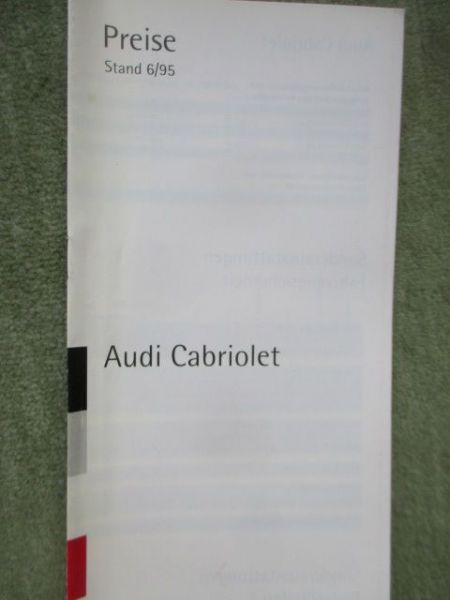 Preise
Stand 6/95
Audi Cabriolet